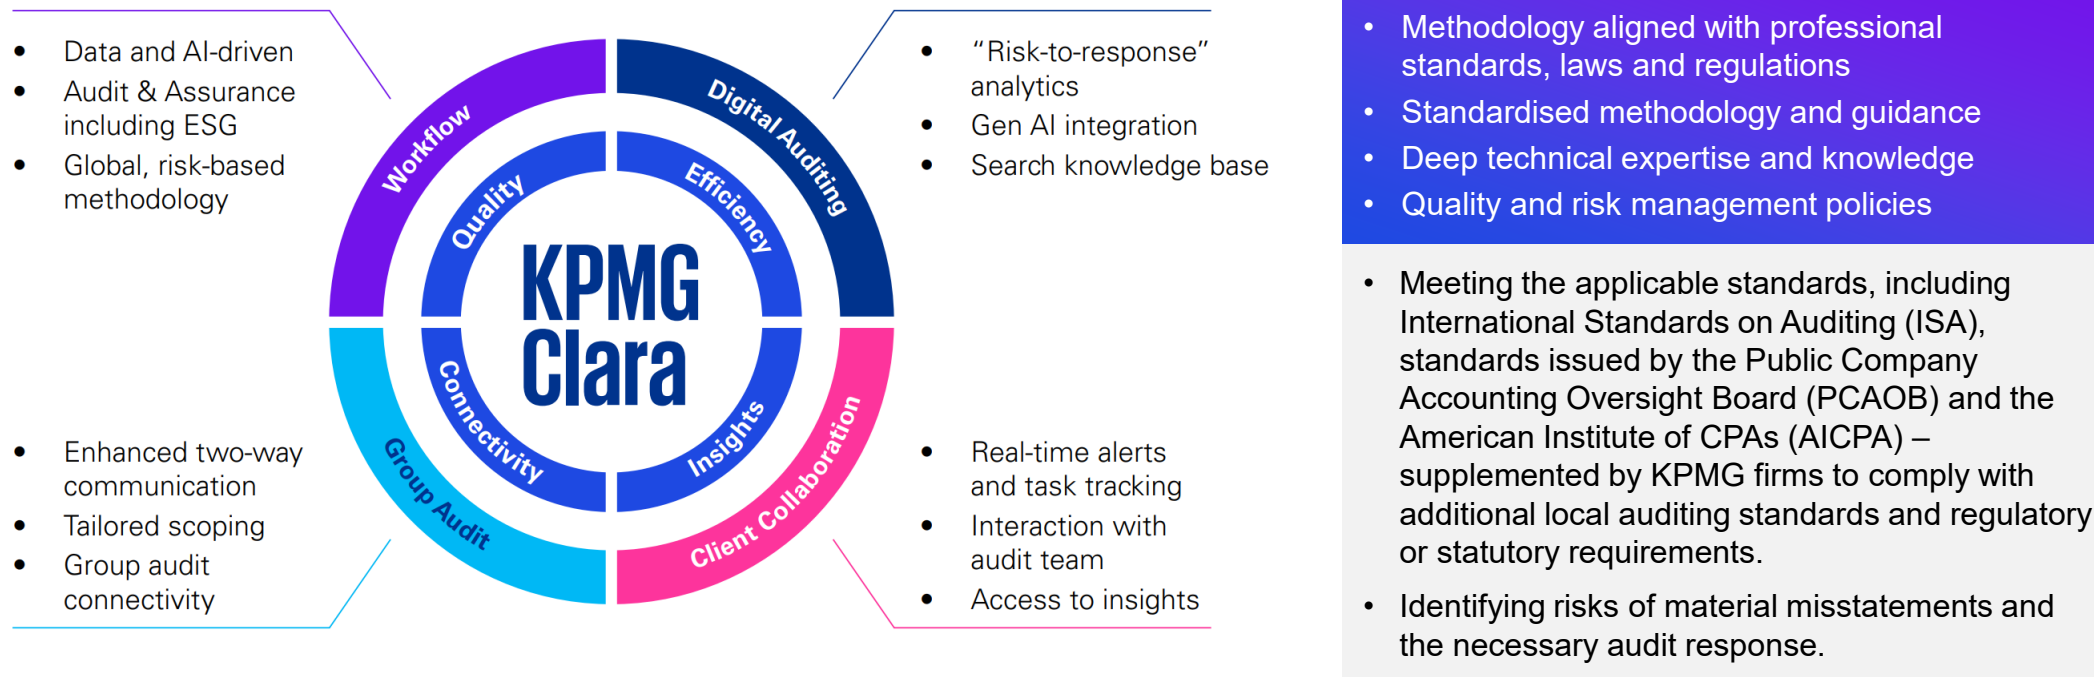 • Data and AI-driven
• Audit & Assurance
including ESG
• Global, risk-based
methodology
Workflow
Digital Auditing
• “Risk-to-response”
analytics
• Gen AI integration
• Search knowledge base
Quality
Efficiency
KPMG
Clara
Connectivity
Insights
Group Audit
Client Collaboration
• Enhanced two-way
communication
• Tailored scoping
• Group audit
connectivity
• Real-time alerts
and task tracking
• Interaction with
audit team
• Access to insights
• Methodology aligned with professional
standards, laws and regulations
• Standardised methodology and guidance
• Deep technical expertise and knowledge
• Quality and risk management policies
• Meeting the applicable standards, including
International Standards on Auditing (ISA),
standards issued by the Public Company
Accounting Oversight Board (PCAOB) and the
American Institute of CPAs (AICPA) –
supplemented by KPMG firms to comply with
additional local auditing standards and regulatory
or statutory requirements.
• Identifying risks of material misstatements and
the necessary audit response.